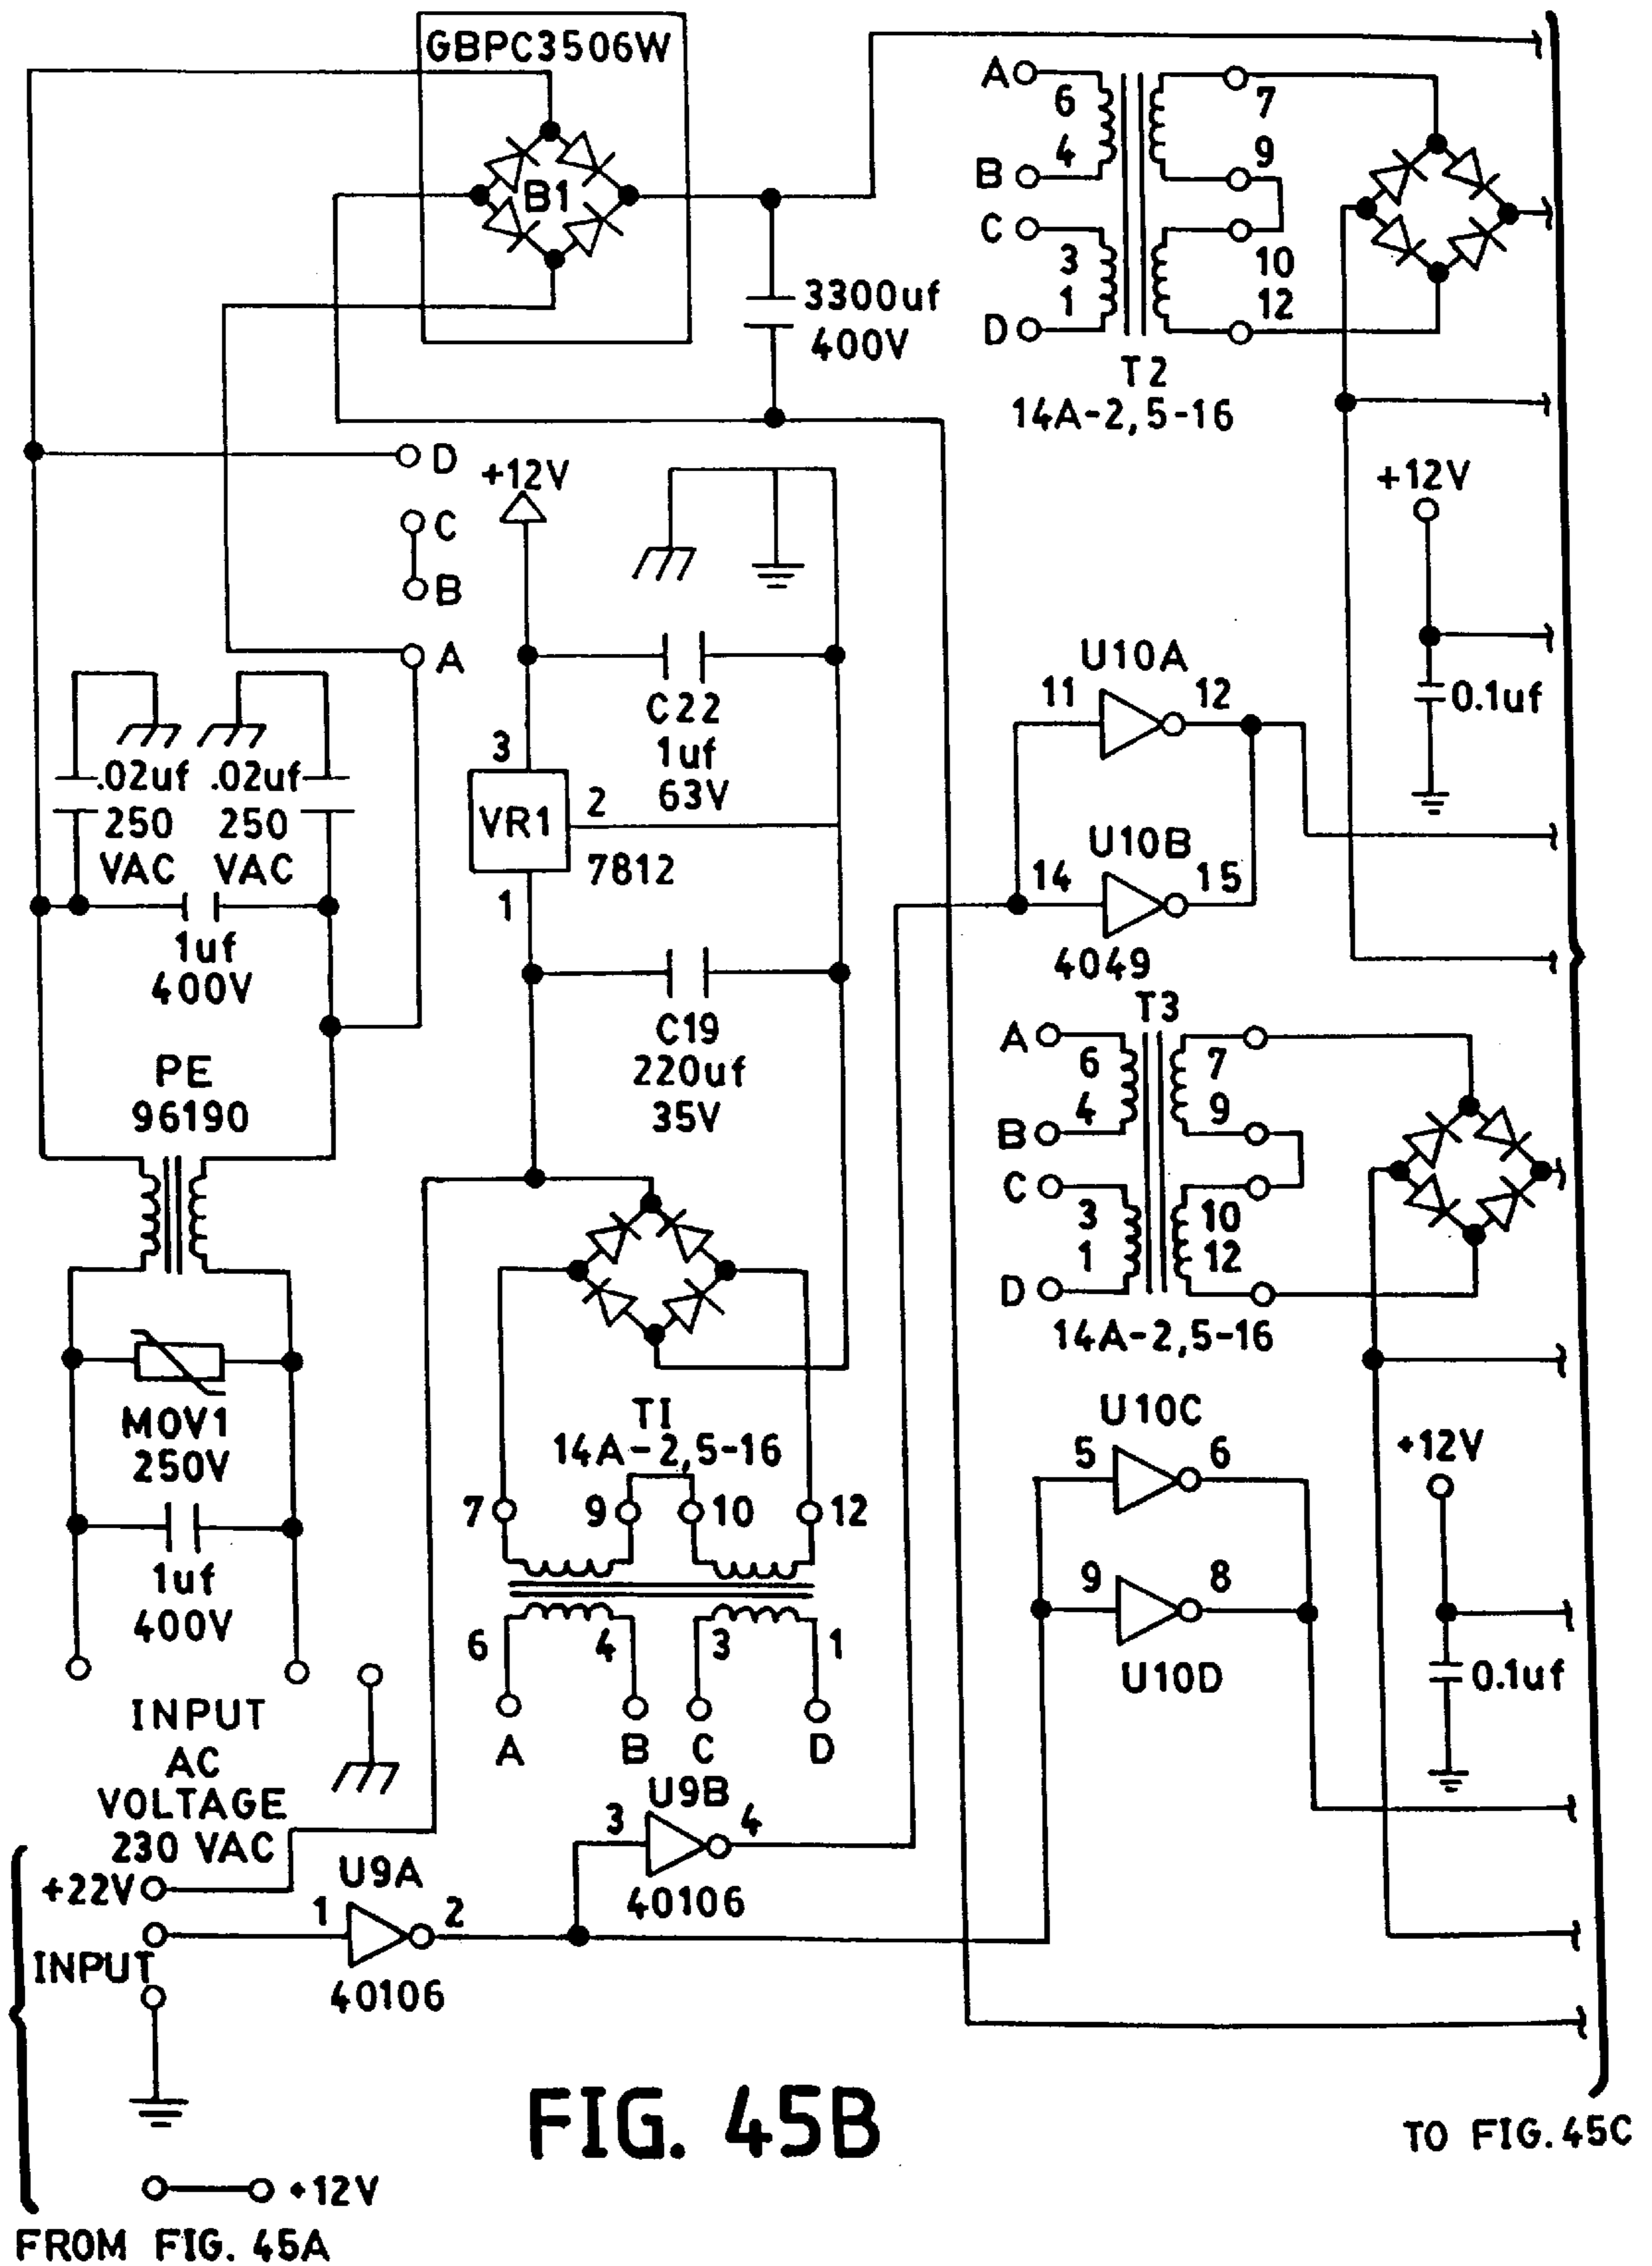 GBPC3506W
B1
3300uf
400V
A
6
4
B
C
3
1
D
7
9
10
12
T2
14A-2,5-16
D
C
B
A
+12V
C22
1uf
63V
3
VR1
2
7812
1
C19
220uf
35V
.02uf
250
VAC
.02uf
250
VAC
1uf
400V
PE
96190
MOV1
250V
1uf
400V
INPUT
AC
VOLTAGE
230 VAC
TI
14A-2,5-16
7
9
10
12
6
4
3
1
A
B
C
D
+12V
0.1uf
U10A
11
12
U10B
14
15
4049
T3
A
6
4
B
C
3
1
D
7
9
10
12
14A-2,5-16
U10C
5
6
9
8
U10D
+12V
0.1uf
U9B
3
4
40106
+22V
U9A
1
2
40106
INPUT
+12V
FROM FIG. 45A
FIG. 45B
TO FIG. 45C